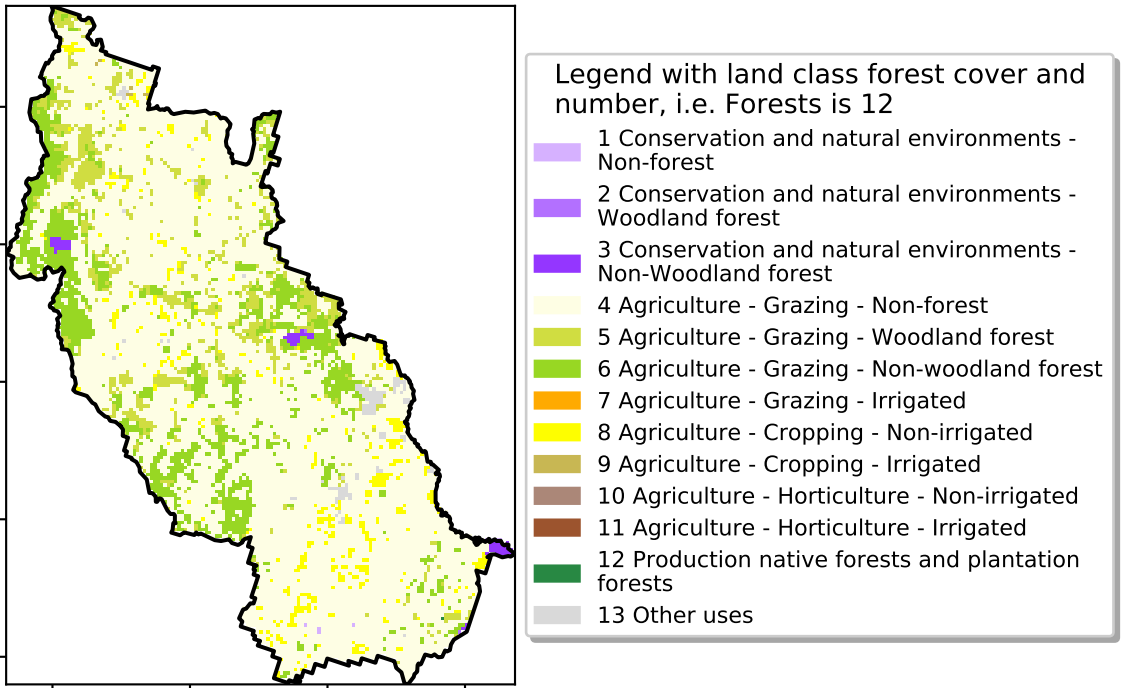 Legend with land class forest cover and
number, i.e. Forests is 12
1 Conservation and natural environments -
Non-forest
2 Conservation and natural environments -
Woodland forest
3 Conservation and natural environments -
Non-Woodland forest
4 Agriculture - Grazing - Non-forest
5 Agriculture - Grazing - Woodland forest
6 Agriculture - Grazing - Non-woodland forest
7 Agriculture - Grazing - Irrigated
8 Agriculture - Cropping - Non-irrigated
9 Agriculture - Cropping - Irrigated
10 Agriculture - Horticulture - Non-irrigated
11 Agriculture - Horticulture - Irrigated
12 Production native forests and plantation
forests
13 Other uses